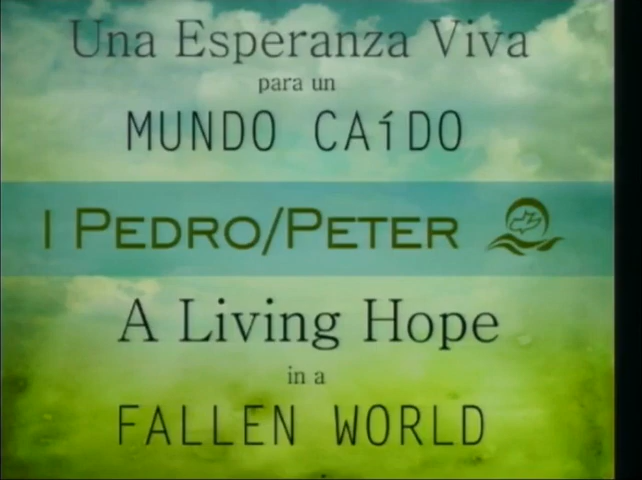 Una Esperanza Viva
para un
MUNDO CAíDO
I PEDRO/PETER
A Living Hope
in a
FALLEN WORLD